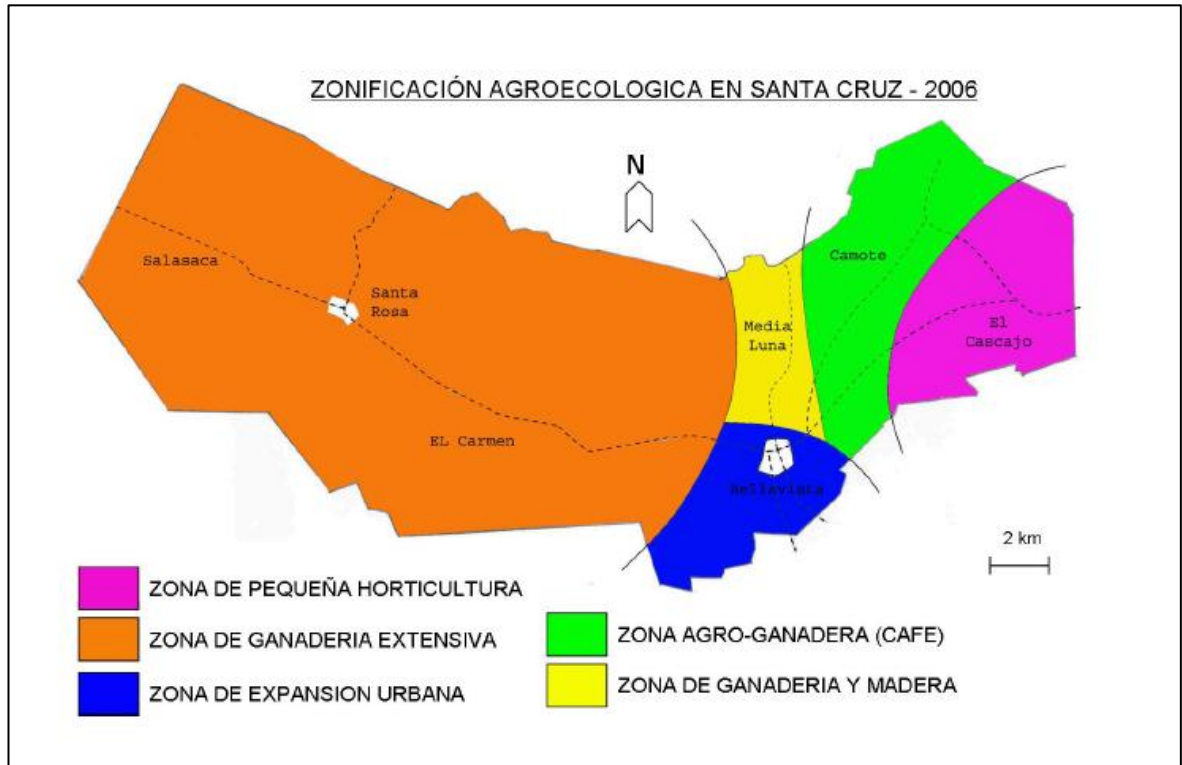 ZONIFICACIÓN AGROECOLOGICA EN SANTA CRUZ - 2006
N
Salasaca
Santa
Rosa
Camote
Media
Luna
El
Cascajo
EL Carmen
Bellavista
2 km
ZONA DE PEQUEÑA HORTICULTURA
ZONA DE GANADERIA EXTENSIVA
ZONA DE EXPANSION URBANA
ZONA AGRO-GANADERA (CAFE)
ZONA DE GANADERIA Y MADERA